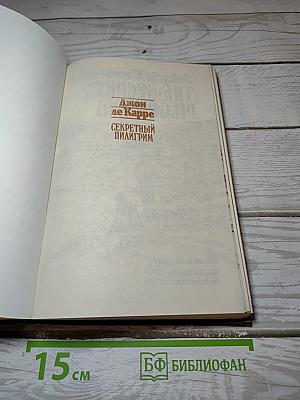 Джон
ле Карре
СЕКРЕТНЫЙ
ПИЛИГРИМ
15 см
БФ БИБЛИОФАН